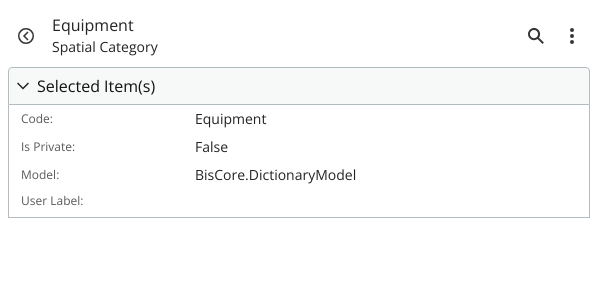 Equipment
Spatial Category
Selected Item(s)
Code: Equipment
Is Private: False
Model: BisCore.DictionaryModel
User Label: